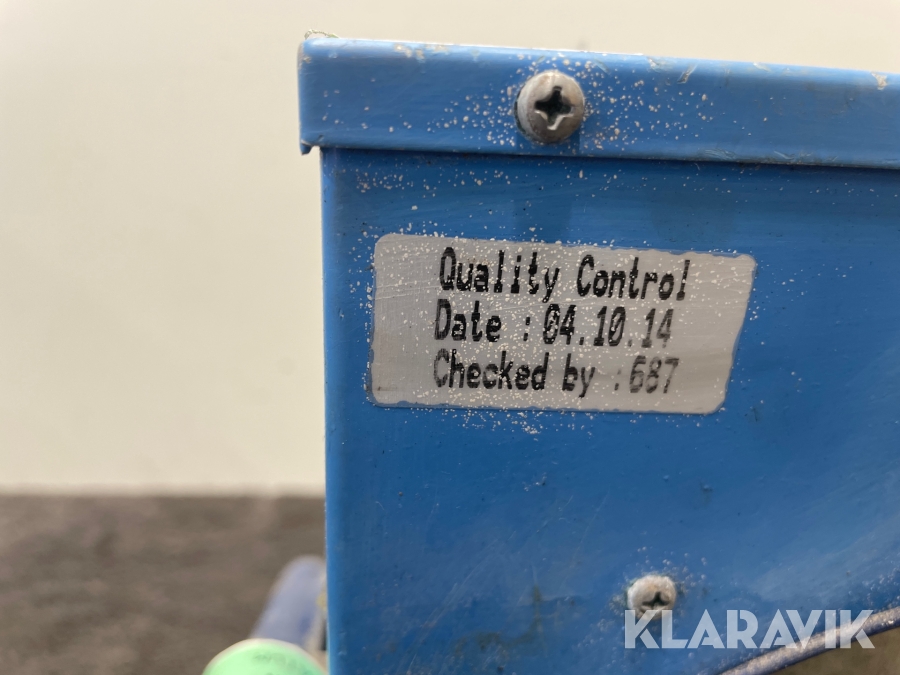 Quality Control
Date : 04.10.14
Checked by : 687
KLARAVIK